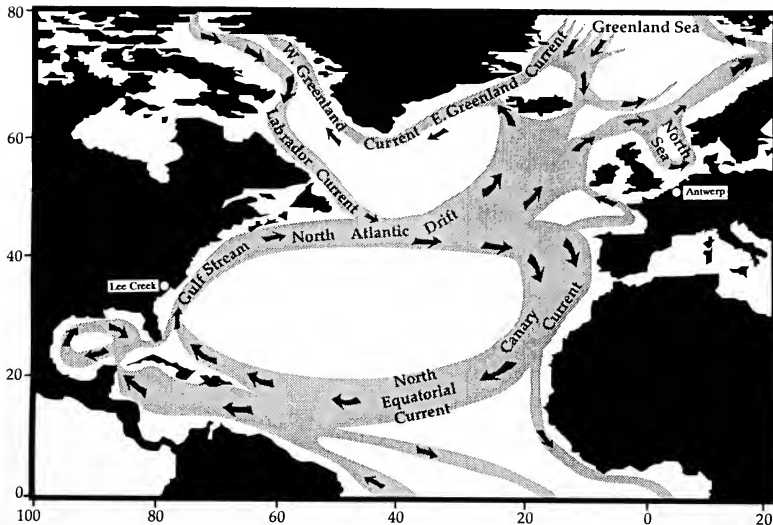 80
60
40
20
0
100
80
60
40
20
0
20
Greenland Sea
W. Greenland Current
E. Greenland Current
Labrador Current
North Sea
Antwerp
North Atlantic Drift
Gulf Stream
Lee Creek
Canary Current
North
Equatorial
Current